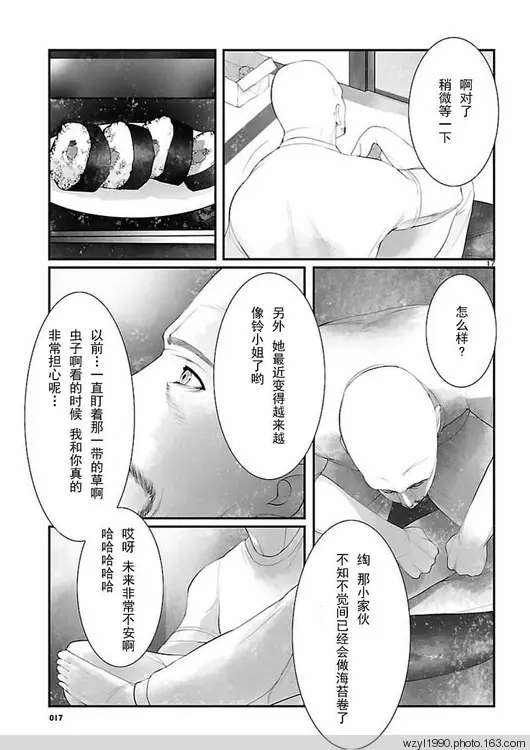 啊对了
稍微等一下
17
怎么样？
另外 她最近变得越来越
像铃小姐了哟
以前…一直盯着那一带的草啊
虫子啊看的时候 我和你真的
非常担心呢…
绹 那小家伙
不知不觉间已经会做海苔卷了
哎呀 未来非常不安啊
哈哈哈哈哈
017
wzyl1990.photo.163.com